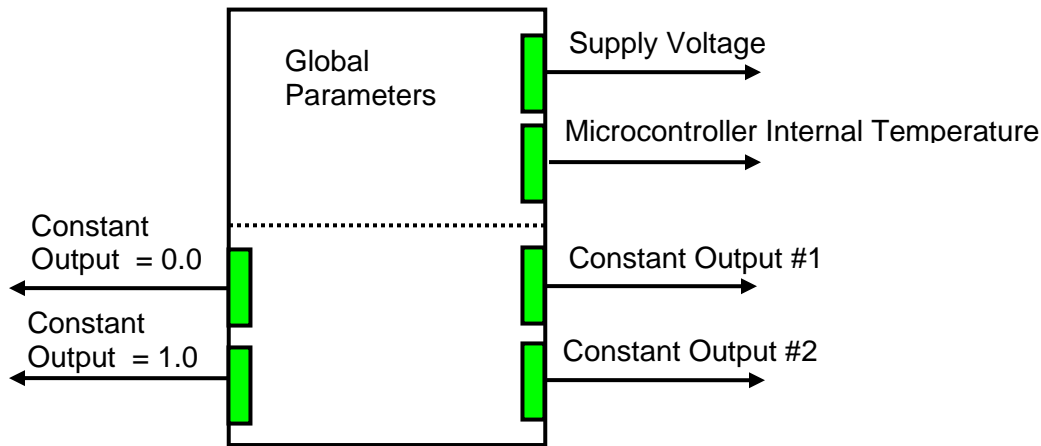 Global
Parameters
Supply Voltage
Microcontroller Internal Temperature
Constant
Output = 0.0
Constant
Output = 1.0
Constant Output #1
Constant Output #2